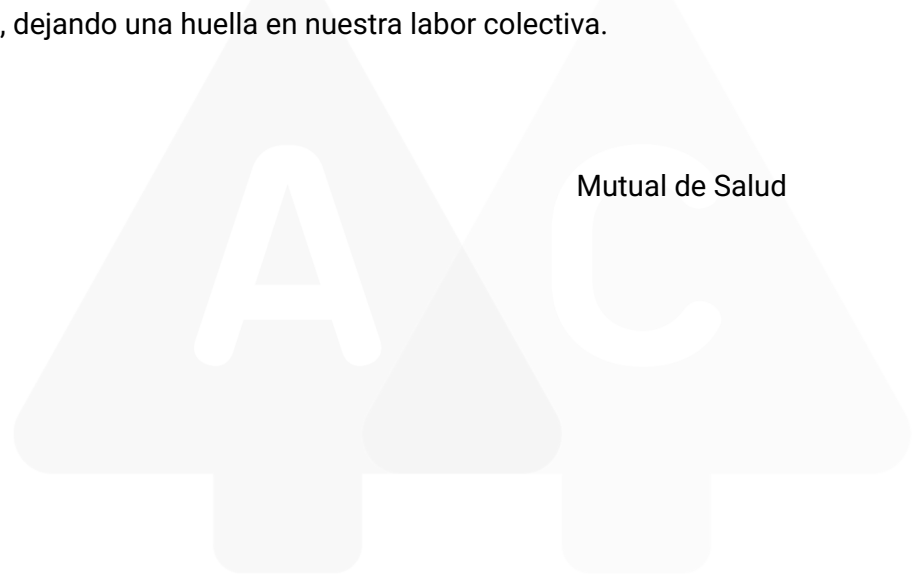 , dejando una huella en nuestra labor colectiva.
Mutual de Salud
A C